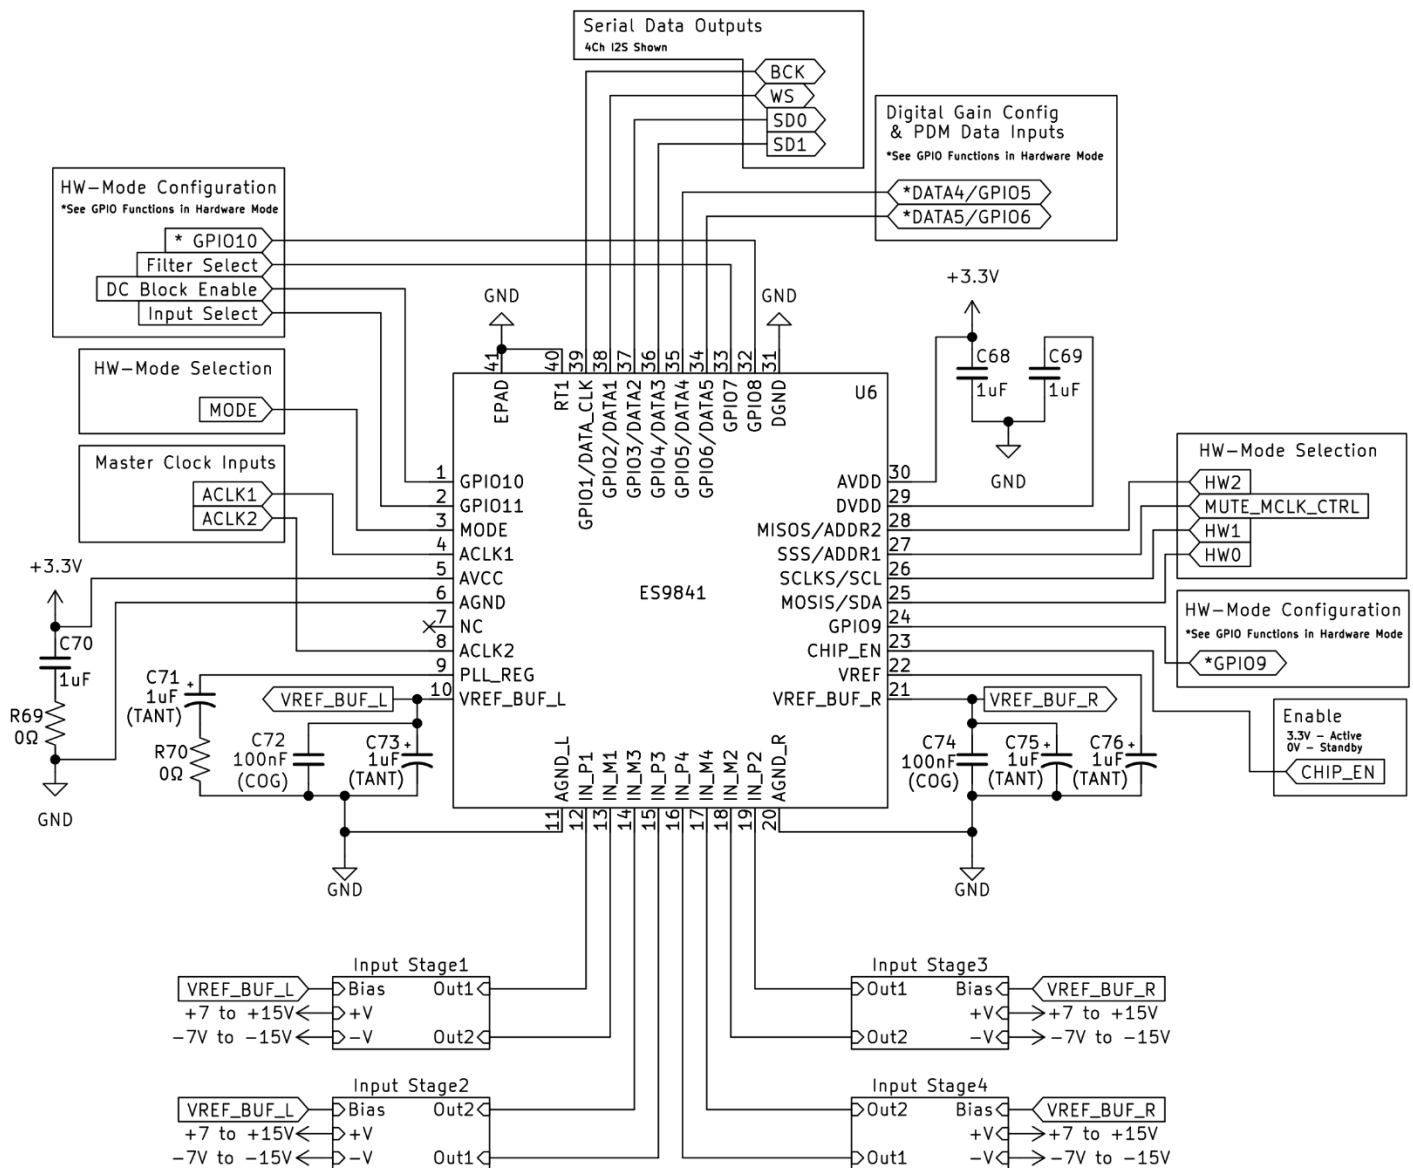 Serial Data Outputs
4Ch I2S Shown
BCK
WS
SD0
SD1
Digital Gain Config
& PDM Data Inputs
*See GPIO Functions in Hardware Mode
*DATA4/GPIO5
*DATA5/GPIO6
HW-Mode Configuration
*See GPIO Functions in Hardware Mode
* GPIO10
Filter Select
DC Block Enable
Input Select
HW-Mode Selection
MODE
Master Clock Inputs
ACLK1
ACLK2
GND
GND
+3.3V
C68
1uF
C69
1uF
GND
41
40
39
38
37
36
35
34
33
32
31
EPAD
RT1
GPIO1/DATA_CLK
GPIO2/DATA1
GPIO3/DATA2
GPIO4/DATA3
GPIO5/DATA4
GPIO6/DATA5
GPIO7
GPIO8
DGND
U6
ES9841
1 GPIO10
2 GPIO11
3 MODE
4 ACLK1
5 AVCC
6 AGND
7 NC
8 ACLK2
9 PLL_REG
10 VREF_BUF_L
AVDD 30
DVDD 29
MISOS/ADDR2 28
SSS/ADDR1 27
SCLKS/SCL 26
MOSIS/SDA 25
GPIO9 24
CHIP_EN 23
VREF 22
VREF_BUF_R 21
AGND_L
IN_P1
IN_M1
IN_M3
IN_P3
IN_P4
IN_M4
IN_M2
IN_P2
AGND_R
11
12
13
14
15
16
17
18
19
20
HW-Mode Selection
HW2
MUTE_MCLK_CTRL
HW1
HW0
HW-Mode Configuration
*See GPIO Functions in Hardware Mode
*GPIO9
Enable
3.3V - Active
0V - Standby
CHIP_EN
+3.3V
C70
1uF
R69
0Ω
GND
C71 +
1uF
(TANT)
R70
0Ω
VREF_BUF_L
C72
100nF
(COG)
C73 +
1uF
(TANT)
GND
VREF_BUF_R
C74
100nF
(COG)
C75 +
1uF
(TANT)
C76 +
1uF
(TANT)
GND
Input Stage1
VREF_BUF_L
+7 to +15V
-7V to -15V
Bias
+V
-V
Out1
Out2
Input Stage2
VREF_BUF_L
+7 to +15V
-7V to -15V
Bias
+V
-V
Out2
Out1
Input Stage3
Out1
Out2
Bias
+V
-V
VREF_BUF_R
+7 to +15V
-7V to -15V
Input Stage4
Out2
Out1
Bias
+V
-V
VREF_BUF_R
+7 to +15V
-7V to -15V